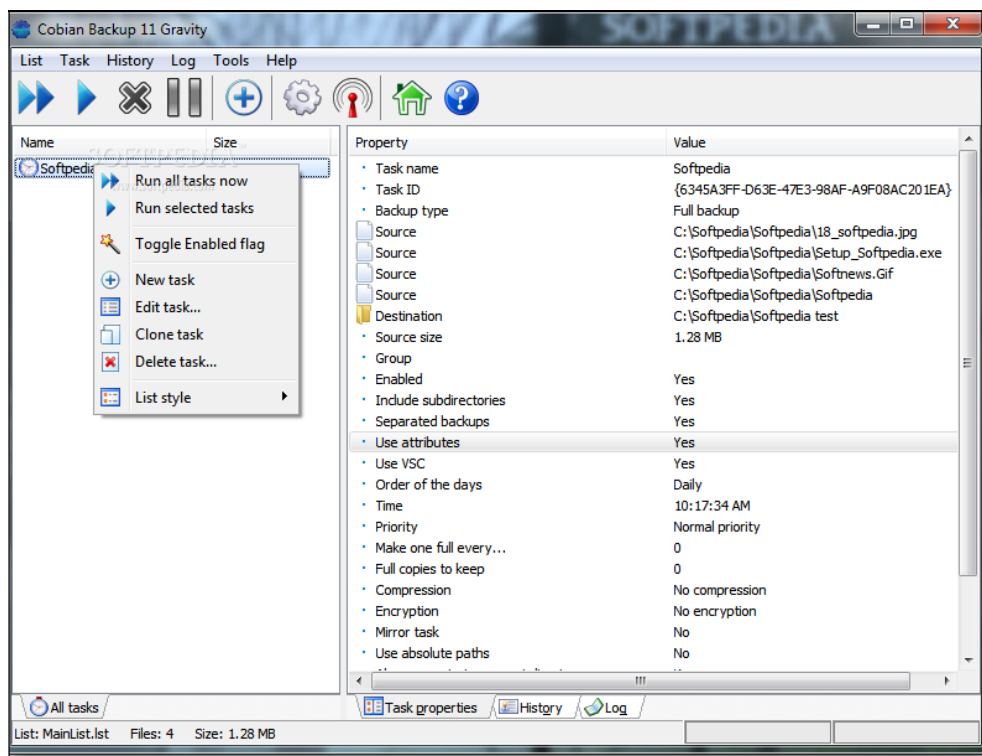 Cobian Backup 11 Gravity
SOFTPEDIA
List Task History Log Tools Help
Name Size
Softpedia
SOFTPEDIA
Run all tasks now
Run selected tasks
Toggle Enabled flag
New task
Edit task...
Clone task
Delete task...
List style
Property Value
Task name Softpedia
Task ID {6345A3FF-D63E-47E3-98AF-A9F08AC201EA}
Backup type Full backup
Source C:\Softpedia\Softpedia\18_softpedia.jpg
Source C:\Softpedia\Softpedia\Setup_Softpedia.exe
Source C:\Softpedia\Softpedia\Softnews.Gif
Source C:\Softpedia\Softpedia\Softpedia
Destination C:\Softpedia\Softpedia test
Source size 1.28 MB
Group
Enabled Yes
Include subdirectories Yes
Separated backups Yes
Use attributes Yes
Use VSC Yes
Order of the days Daily
Time 10:17:34 AM
Priority Normal priority
Make one full every... 0
Full copies to keep 0
Compression No compression
Encryption No encryption
Mirror task No
Use absolute paths No
All tasks
Task properties History Log
List: MainList.lst Files: 4 Size: 1.28 MB